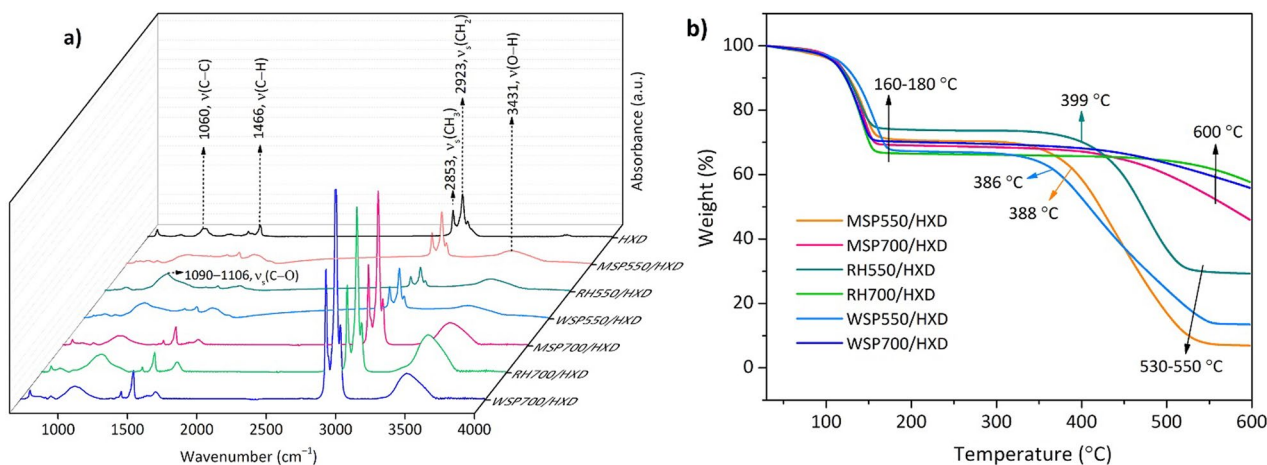 a)
1060, ν(C−C)
1466, ν(C−H)
2853, νs(CH3)
2923, νs(CH2)
3431, ν(O−H)
Absorbance (a.u.)
1090−1106, νs(C−O)
HXD
MSP550/HXD
RH550/HXD
WSP550/HXD
MSP700/HXD
RH700/HXD
WSP700/HXD
1000 1500 2000 2500 3000 3500 4000
Wavenumber (cm⁻¹)
b)
100
80
60
40
20
0
Weight (%)
160-180 °C
399 °C
600 °C
386 °C
388 °C
530-550 °C
MSP550/HXD
MSP700/HXD
RH550/HXD
RH700/HXD
WSP550/HXD
WSP700/HXD
100 200 300 400 500 600
Temperature (°C)